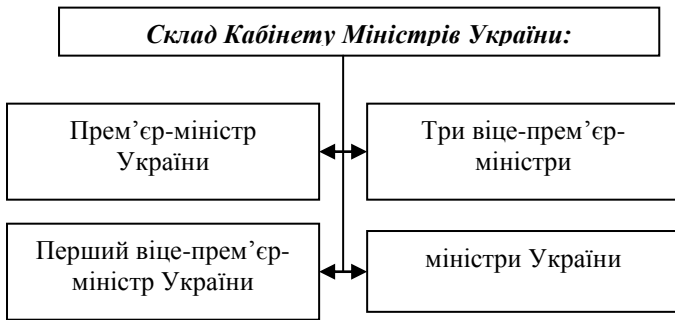 Склад Кабінету Міністрів України:
Прем’єр-міністр
України
Три віце-прем’єр-
міністри
Перший віце-прем’єр-
міністр України
міністри України